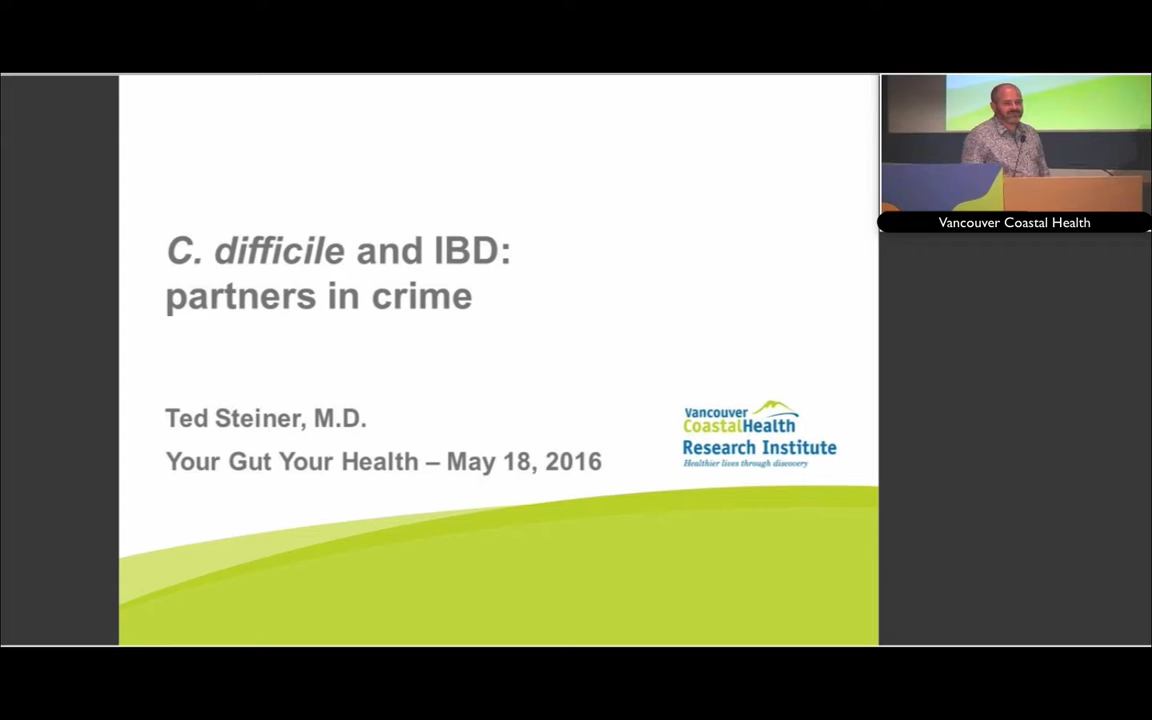 C. difficile and IBD:
partners in crime
Ted Steiner, M.D.
Your Gut Your Health – May 18, 2016
Vancouver
CoastalHealth
Research Institute
Healthier lives through discovery
Vancouver Coastal Health